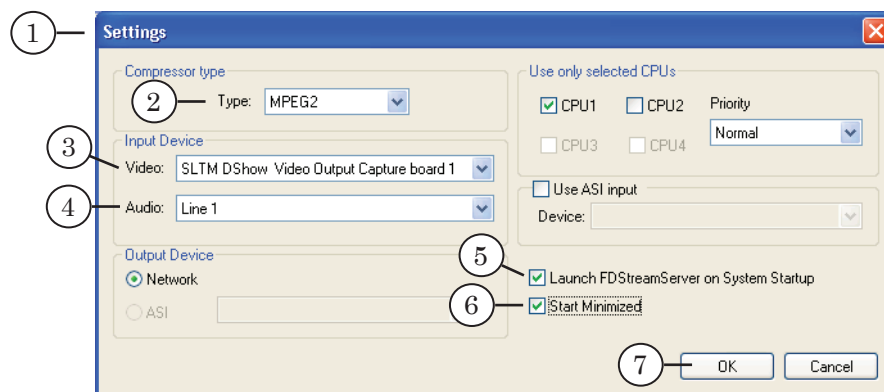 1
Settings
Compressor type
2
Type: MPEG2
Input Device
3
Video: SLTM DShow Video Output Capture board 1
4
Audio: Line 1
Output Device
Network
ASI
Use only selected CPUs
CPU1 CPU2 Priority
Normal
CPU3 CPU4
Use ASI input
Device:
5
Launch FDStreamServer on System Startup
6
Start Minimized
7
OK Cancel